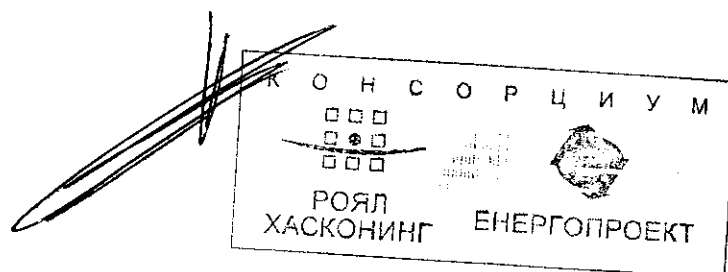 К О Н С О Р Ц И У М
РОЯЛ
ХАСКОНИНГ
ЕНЕРГОПРОЕКТ